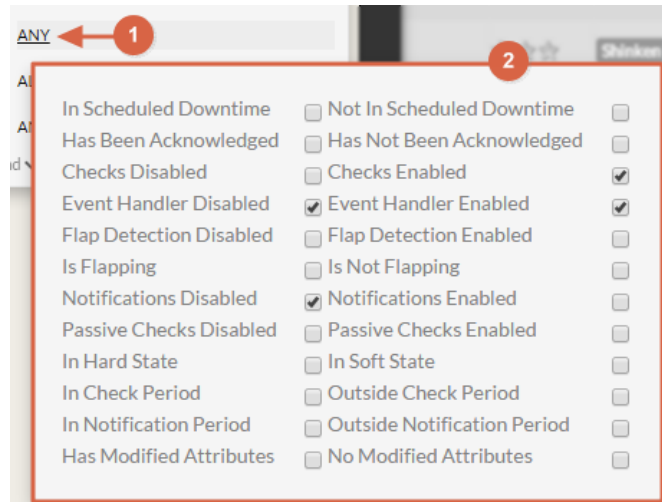 ANY
1
2
Shinken
In Scheduled Downtime Not In Scheduled Downtime
Has Been Acknowledged Has Not Been Acknowledged
Checks Disabled Checks Enabled
Event Handler Disabled Event Handler Enabled
Flap Detection Disabled Flap Detection Enabled
Is Flapping Is Not Flapping
Notifications Disabled Notifications Enabled
Passive Checks Disabled Passive Checks Enabled
In Hard State In Soft State
In Check Period Outside Check Period
In Notification Period Outside Notification Period
Has Modified Attributes No Modified Attributes